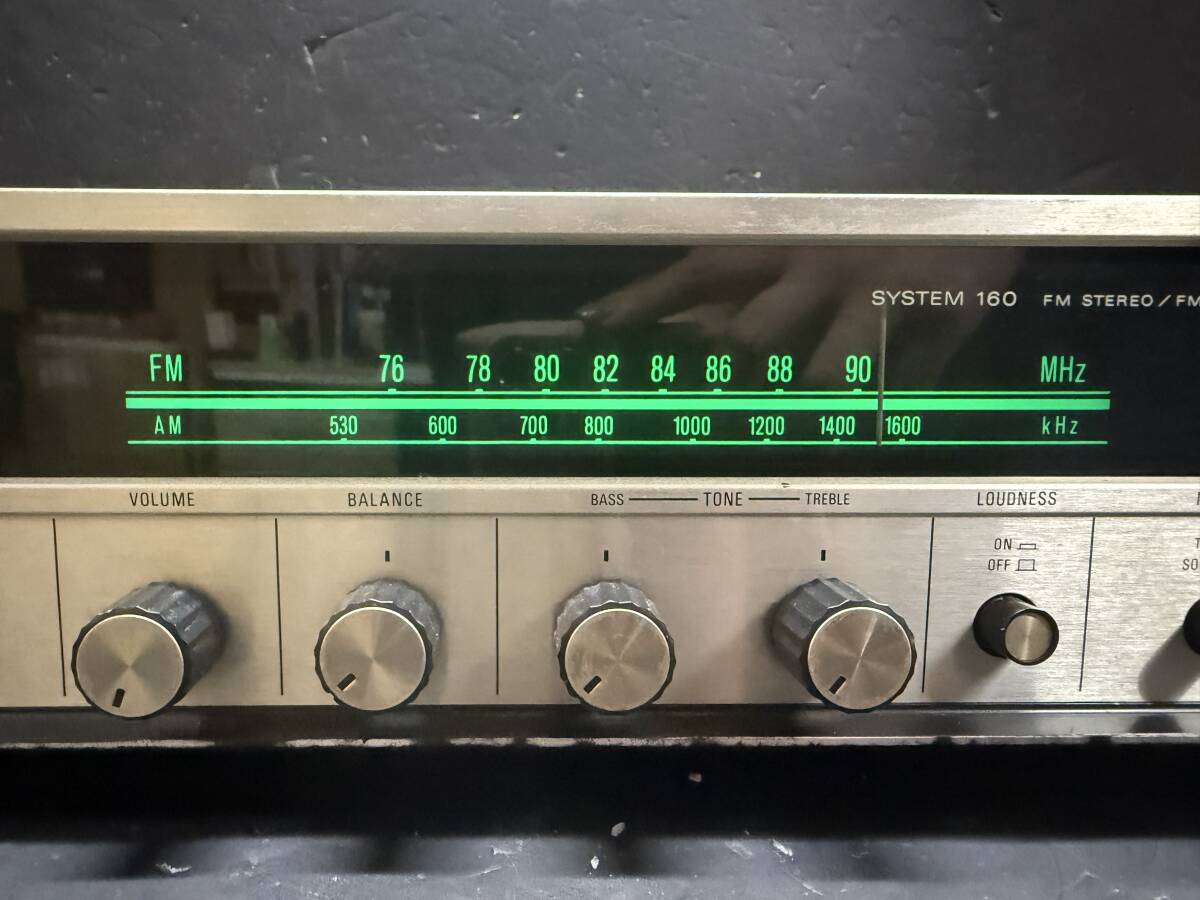 SYSTEM 160 FM STEREO / FM
FM 76 78 80 82 84 86 88 90 MHz
AM 530 600 700 800 1000 1200 1400 1600 kHz
VOLUME BALANCE BASS TONE TREBLE LOUDNESS
ON
OFF